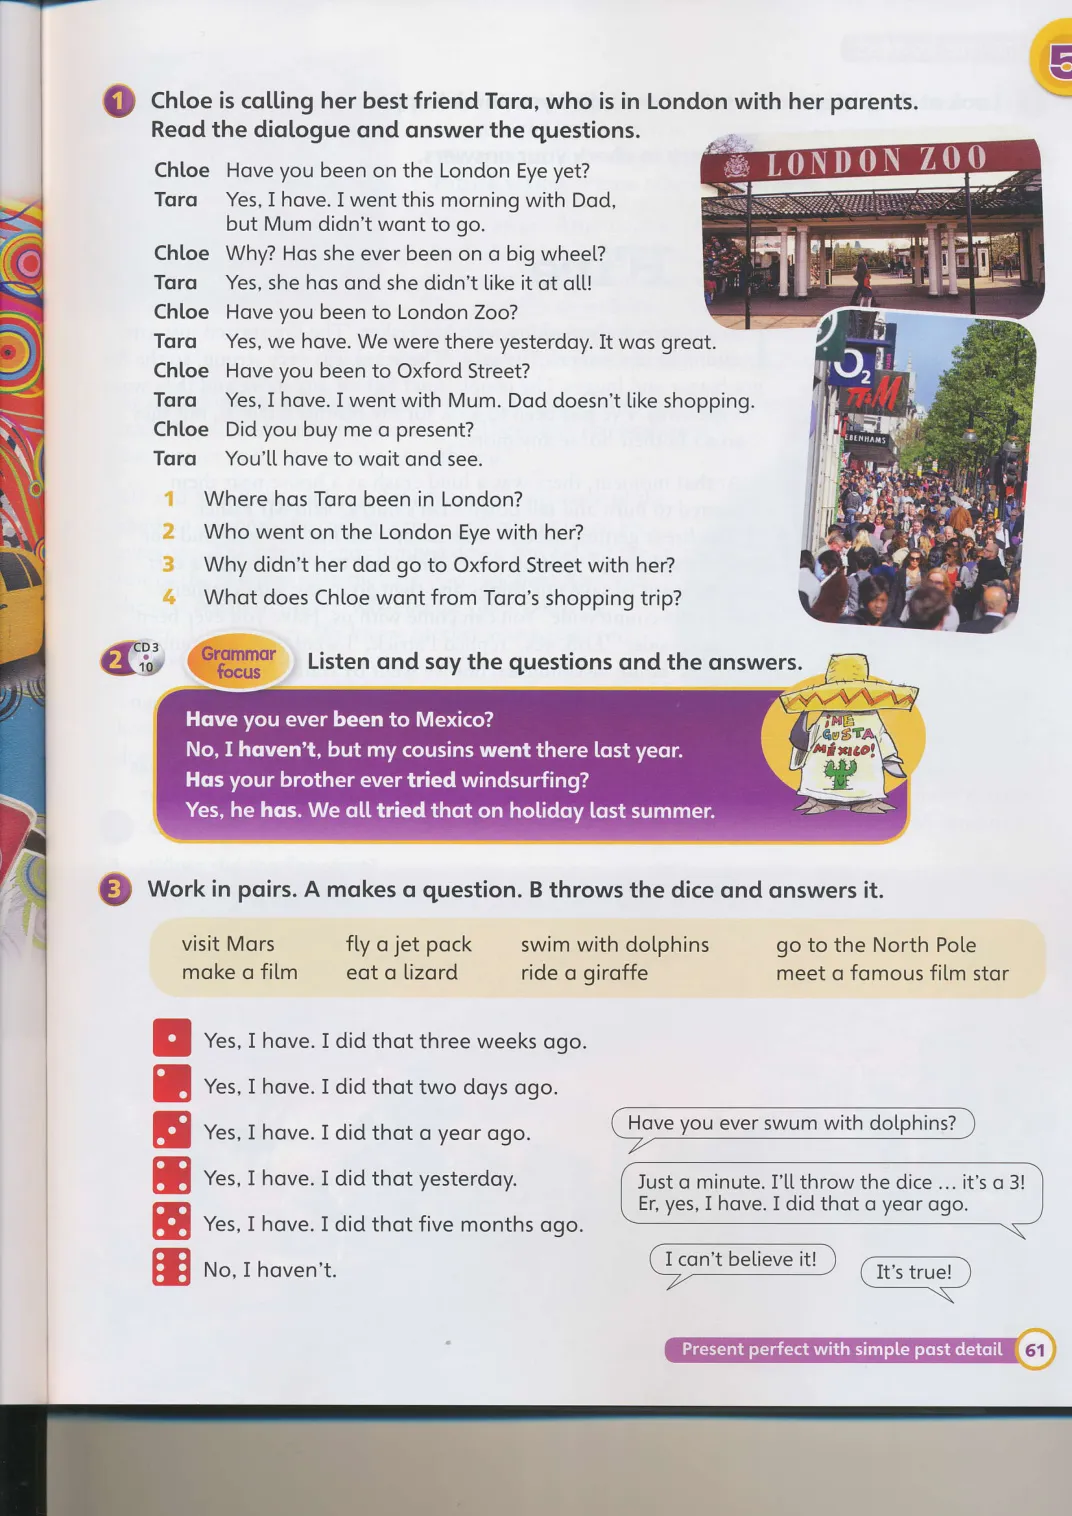 5
1 Chloe is calling her best friend Tara, who is in London with her parents.
Read the dialogue and answer the questions.
Chloe Have you been on the London Eye yet?
Tara Yes, I have. I went this morning with Dad,
but Mum didn't want to go.
Chloe Why? Has she ever been on a big wheel?
Tara Yes, she has and she didn't like it at all!
Chloe Have you been to London Zoo?
Tara Yes, we have. We were there yesterday. It was great.
Chloe Have you been to Oxford Street?
Tara Yes, I have. I went with Mum. Dad doesn't like shopping.
Chloe Did you buy me a present?
Tara You'll have to wait and see.
LONDON ZOO
O2
H&M
DEBENHAMS
1 Where has Tara been in London?
2 Who went on the London Eye with her?
3 Why didn't her dad go to Oxford Street with her?
4 What does Chloe want from Tara's shopping trip?
2 CD3 10 Grammar focus Listen and say the questions and the answers.
Have you ever been to Mexico?
No, I haven't, but my cousins went there last year.
Has your brother ever tried windsurfing?
Yes, he has. We all tried that on holiday last summer.
¡ME
GUSTA
MÉXICO!
3 Work in pairs. A makes a question. B throws the dice and answers it.
visit Mars fly a jet pack swim with dolphins go to the North Pole
make a film eat a lizard ride a giraffe meet a famous film star
Yes, I have. I did that three weeks ago.
Yes, I have. I did that two days ago.
Yes, I have. I did that a year ago.
Yes, I have. I did that yesterday.
Yes, I have. I did that five months ago.
No, I haven't.
Have you ever swum with dolphins?
Just a minute. I'll throw the dice ... it's a 3!
Er, yes, I have. I did that a year ago.
I can't believe it!
It's true!
Present perfect with simple past detail 61